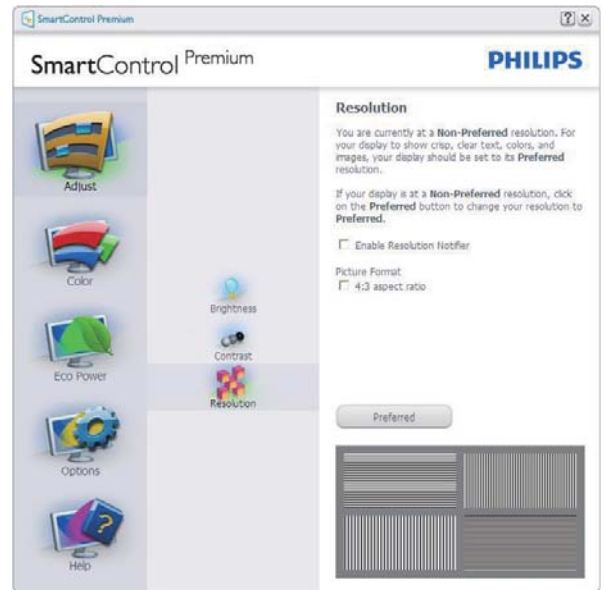 SmartControl Premium
SmartControl Premium
PHILIPS
Adjust
Color
Eco Power
Options
Help
Brightness
Contrast
Resolution
Resolution
You are currently at a Non-Preferred resolution. For
your display to show crisp, clear text, colors, and
images, your display should be set to its Preferred
resolution.
If your display is at a Non-Preferred resolution, click
on the Preferred button to change your resolution to
Preferred.
Enable Resolution Notifier
Picture Format
4:3 aspect ratio
Preferred